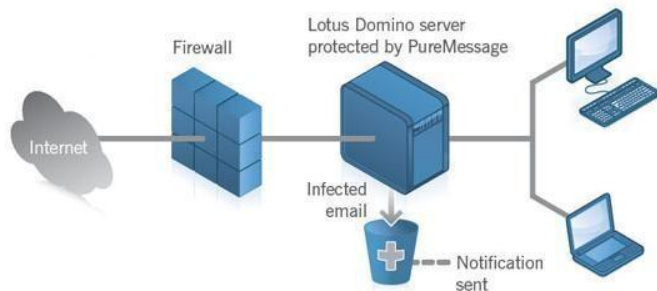 Firewall
Lotus Domino server
protected by PureMessage
Internet
Infected
email
Notification
sent